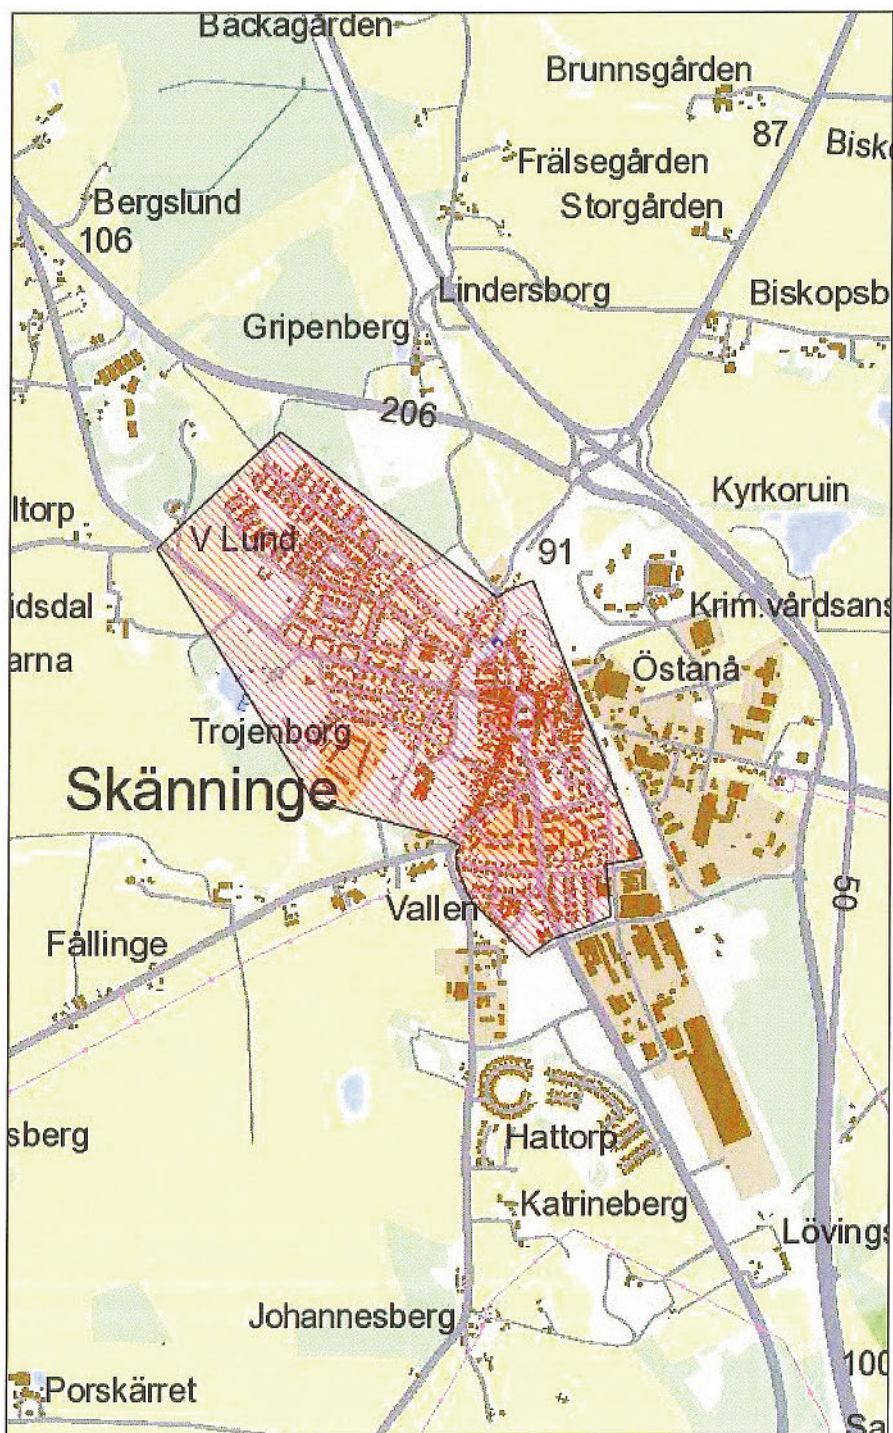 Bäckagården
Brunnsgården
87
Bisk
Frälsegården
Storgården
Bergslund
106
Lindersborg
Biskopsb
Gripenberg
206
Kyrkoruin
ltorp
V Lund
91
idsdal
Krim.vårdsans
arna
Östanå
Trojenborg
Skänninge
50
Vallen
Fållinge
sberg
Hattorp
Katrineberg
Lövings
Johannesberg
100
Porskärret
Sa